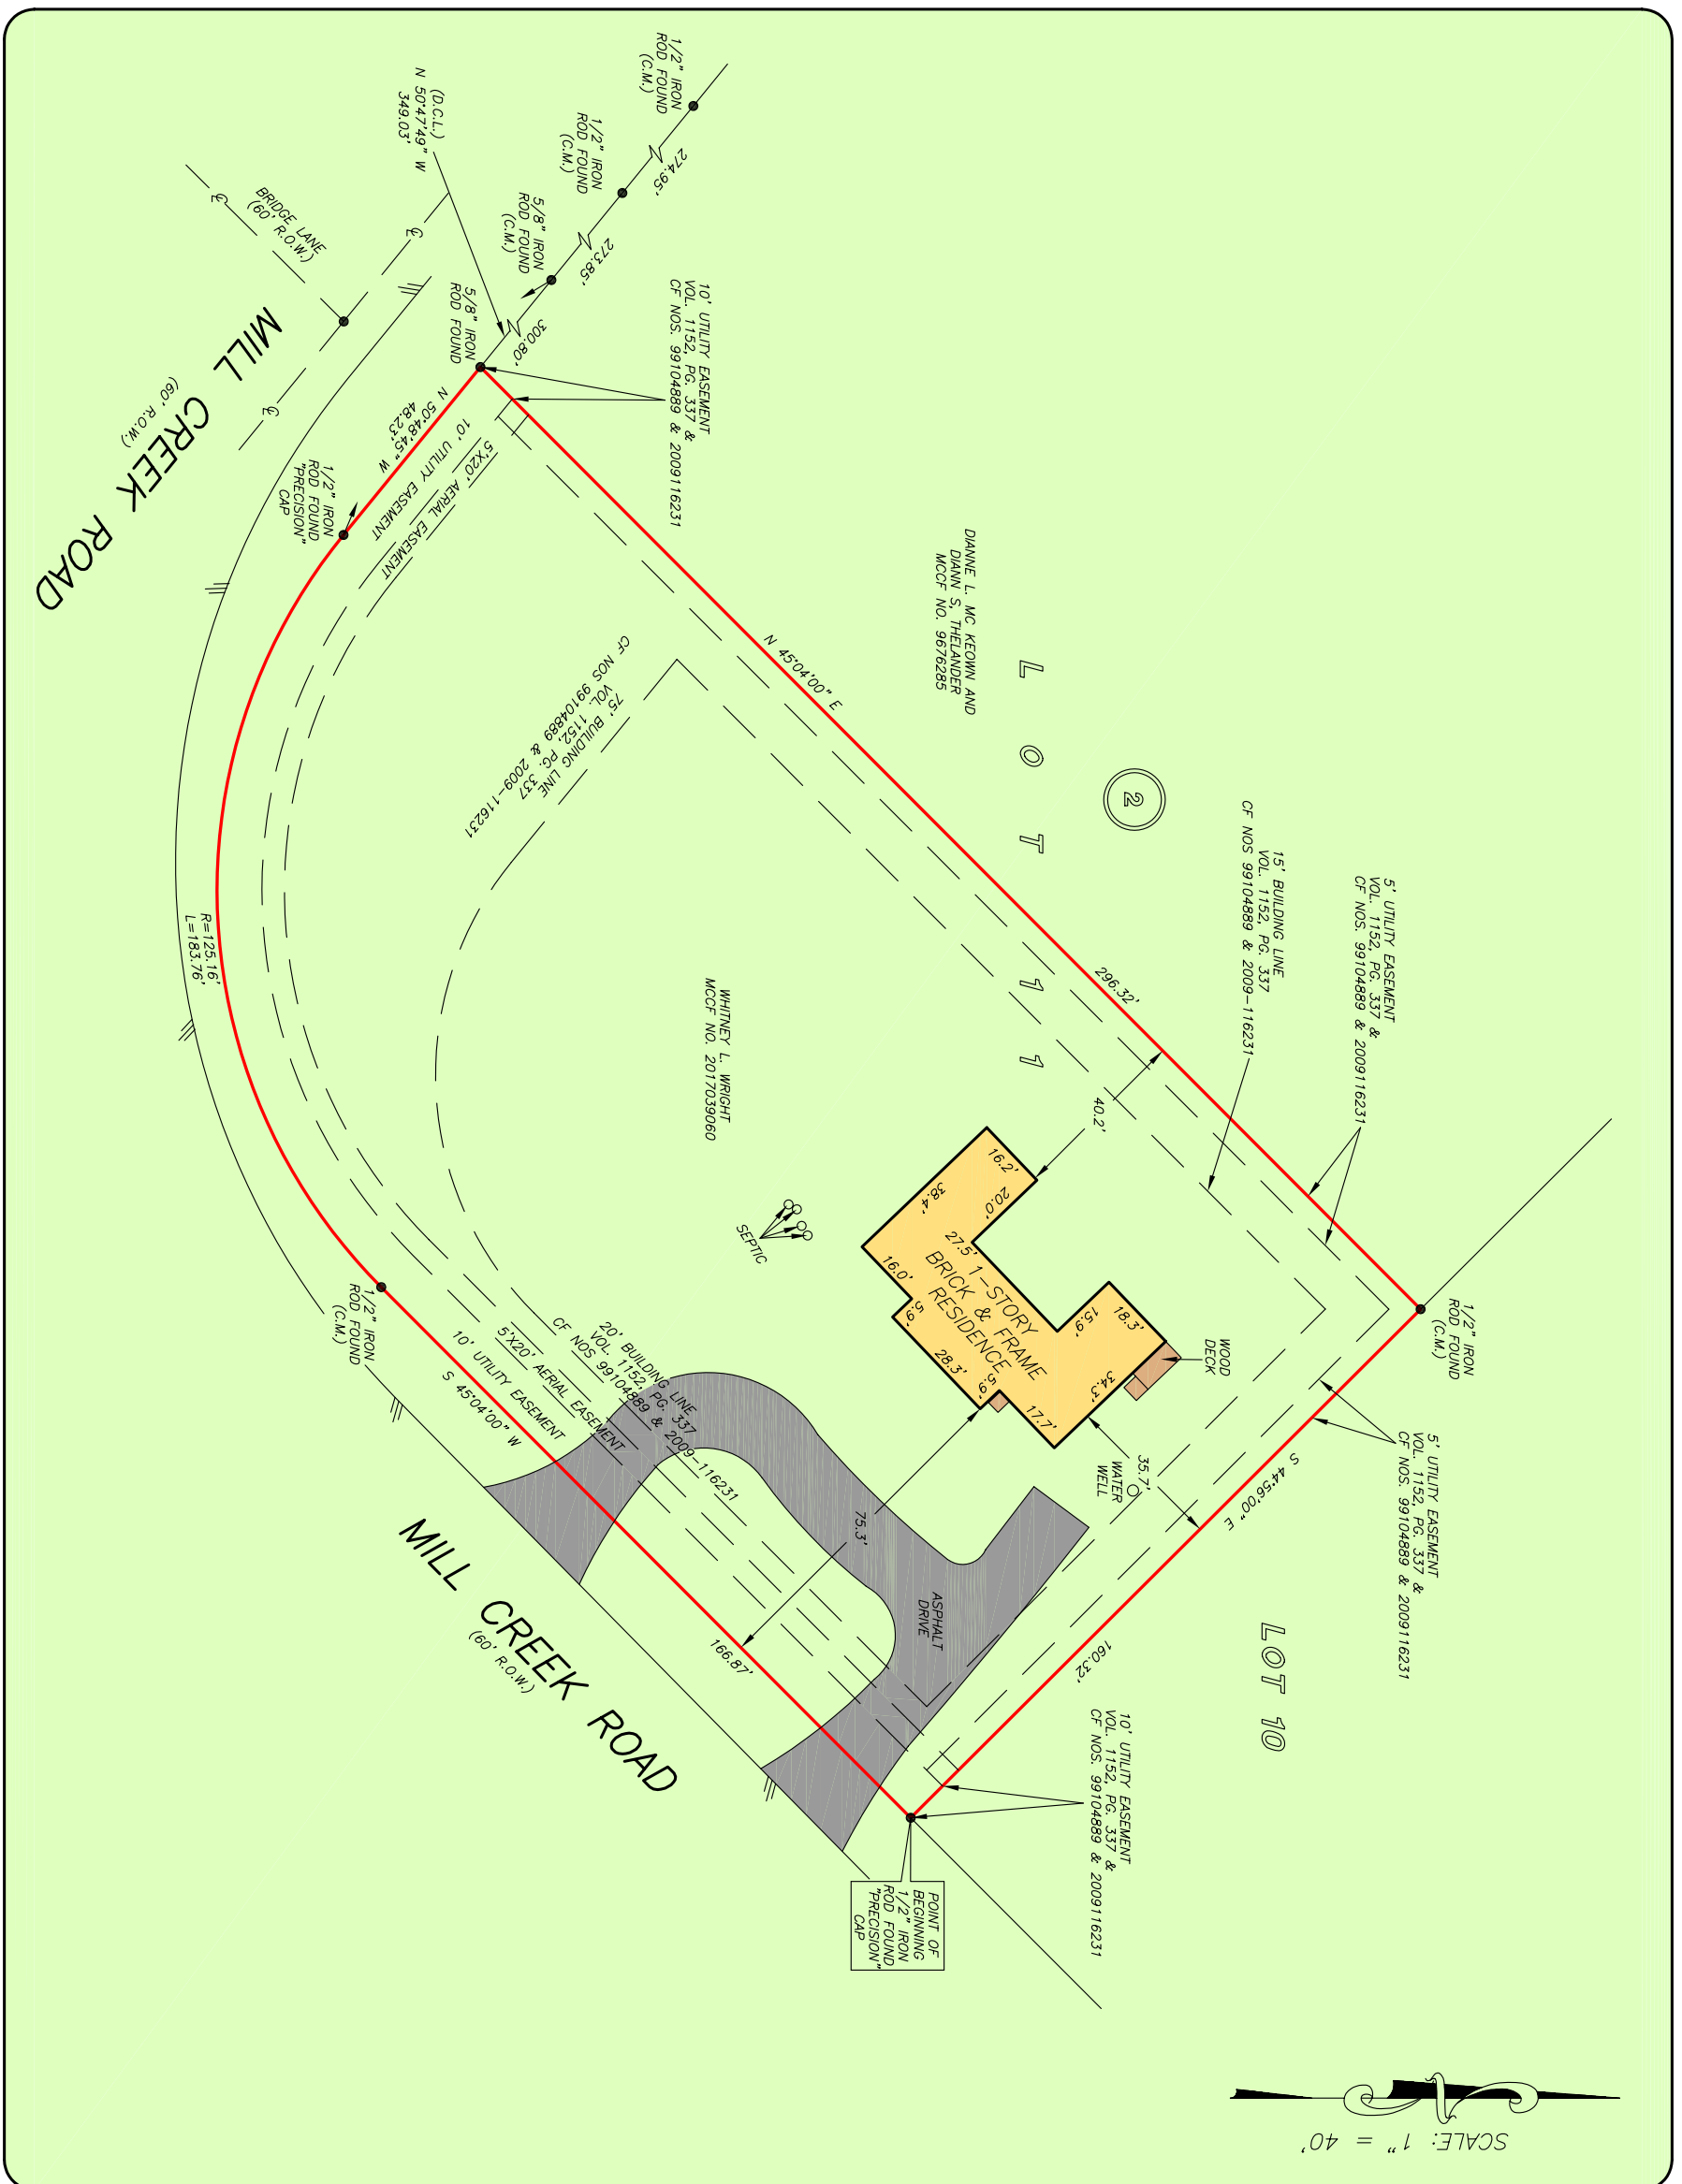 1/2" IRON
ROD FOUND
(C.M.)
274.95'
1/2" IRON
ROD FOUND
(C.M.)
273.85'
5/8" IRON
ROD FOUND
(C.M.)
300.80'
(D.C.L.)
N 50°47'49" W
349.03'
BRIDGE LANE
(60' R.O.W.)
MILL CREEK ROAD
(60' R.O.W.)
5/8" IRON
ROD FOUND
10' UTILITY EASEMENT
VOL. 1152, PG. 337 &
CF NOS. 99104889 & 2009116231
N 50°48'45" W
48.23'
10' UTILITY EASEMENT
5'X20' AERIAL EASEMENT
1/2" IRON
ROD FOUND
"PRECISION"
CAP
75' BUILDING LINE
VOL. 1152, PG. 337
CF NOS 99104889 & 2009-116231
N 45°04'00" E
296.32'
DIANNE L. MC KEOWN AND
DIANN S. THELANDER
MCCF NO. 9676285
LOT 11
2
15' BUILDING LINE
VOL. 1152, PG. 337
CF NOS 99104889 & 2009-116231
5' UTILITY EASEMENT
VOL. 1152, PG. 337 &
CF NOS. 99104889 & 2009116231
1/2" IRON
ROD FOUND
(C.M.)
R=125.16'
L=183.76'
WHITNEY L. WRIGHT
MCCF NO. 2017039060
40.2'
16.2'
20.0'
38.4'
27.5'
1-STORY
BRICK & FRAME
RESIDENCE
16.0'
5.9'
28.3'
5.9'
17.7'
34.3'
18.3'
15.9'
WOOD
DECK
SEPTIC
35.7'
WATER
WELL
75.3'
5' UTILITY EASEMENT
VOL. 1152, PG. 337 &
CF NOS. 99104889 & 2009116231
S 44°56'00" E
160.32'
LOT 10
1/2" IRON
ROD FOUND
(C.M.)
20' BUILDING LINE
VOL. 1152, PG. 337
CF NOS 99104889 & 2009-116231
5'X20' AERIAL EASEMENT
10' UTILITY EASEMENT
S 45°04'00" W
166.87'
ASPHALT
DRIVE
MILL CREEK ROAD
(60' R.O.W.)
10' UTILITY EASEMENT
VOL. 1152, PG. 337 &
CF NOS. 99104889 & 2009116231
POINT OF
BEGINNING
1/2" IRON
ROD FOUND
"PRECISION"
CAP
N
SCALE: 1" = 40'